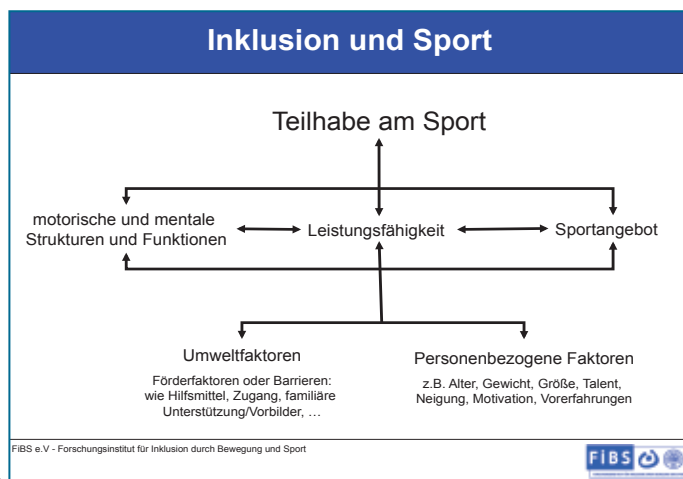 Inklusion und Sport
Teilhabe am Sport
motorische und mentale
Strukturen und Funktionen
Leistungsfähigkeit
Sportangebot
Umweltfaktoren
Förderfaktoren oder Barrieren:
wie Hilfsmittel, Zugang, familiäre
Unterstützung/Vorbilder, …
Personenbezogene Faktoren
z.B. Alter, Gewicht, Größe, Talent,
Neigung, Motivation, Vorerfahrungen
FiBS e.V - Forschungsinstitut für Inklusion durch Bewegung und Sport
FIBS